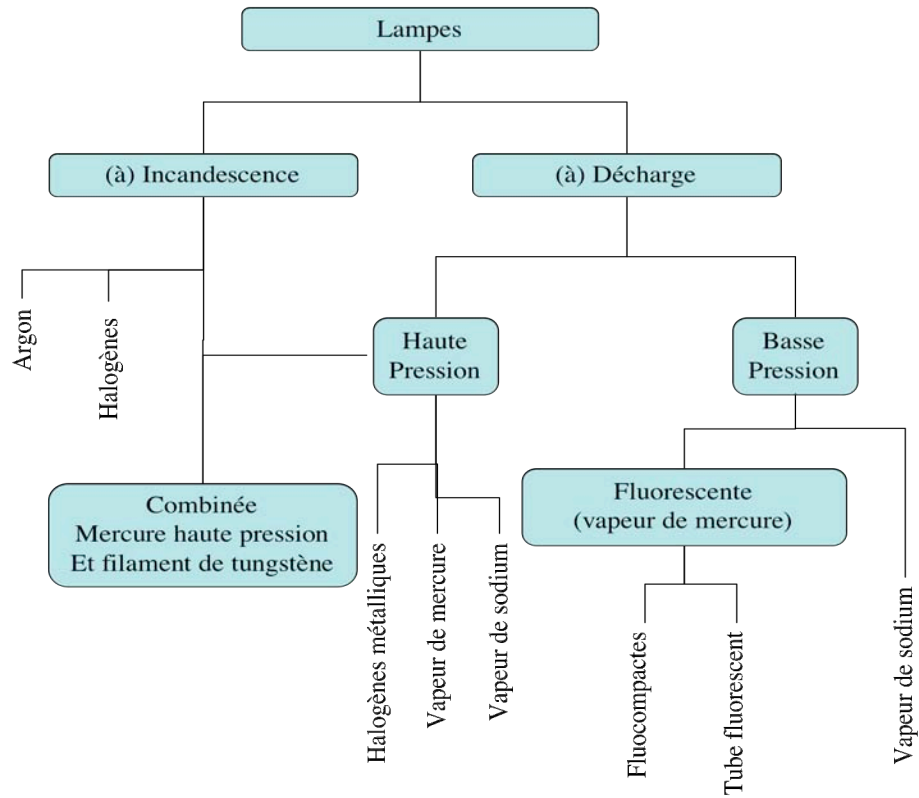 Lampes
(à) Incandescence
(à) Décharge
Argon
Halogènes
Haute
Pression
Basse
Pression
Combinée
Mercure haute pression
Et filament de tungstène
Halogènes métalliques
Vapeur de mercure
Vapeur de sodium
Fluorescente
(vapeur de mercure)
Fluocompactes
Tube fluorescent
Vapeur de sodium